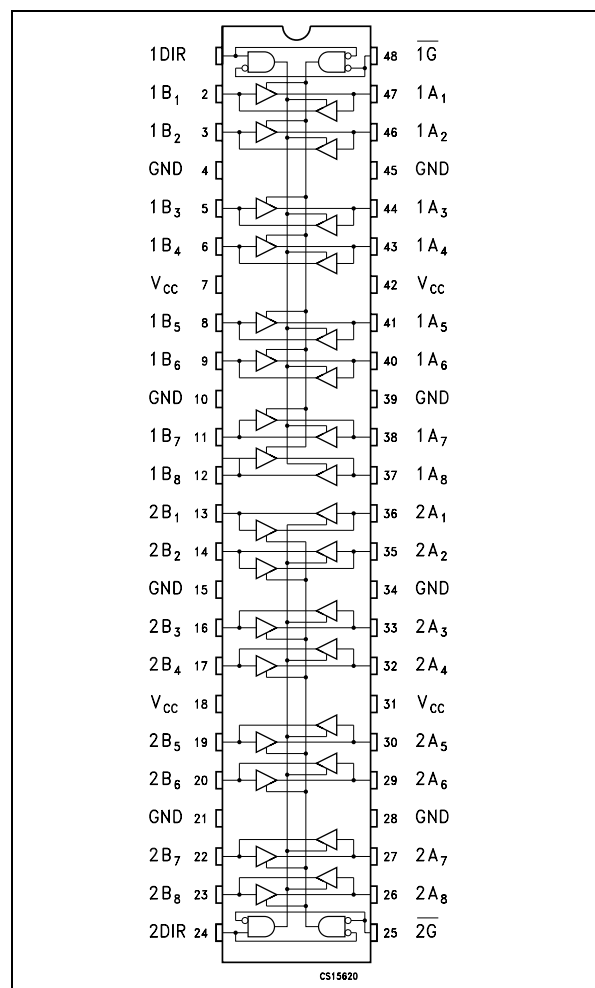 1DIR 48 1G
1B1 2 47 1A1
1B2 3 46 1A2
GND 4 45 GND
1B3 5 44 1A3
1B4 6 43 1A4
VCC 7 42 VCC
1B5 8 41 1A5
1B6 9 40 1A6
GND 10 39 GND
1B7 11 38 1A7
1B8 12 37 1A8
2B1 13 36 2A1
2B2 14 35 2A2
GND 15 34 GND
2B3 16 33 2A3
2B4 17 32 2A4
VCC 18 31 VCC
2B5 19 30 2A5
2B6 20 29 2A6
GND 21 28 GND
2B7 22 27 2A7
2B8 23 26 2A8
2DIR 24 25 2G
CS15620